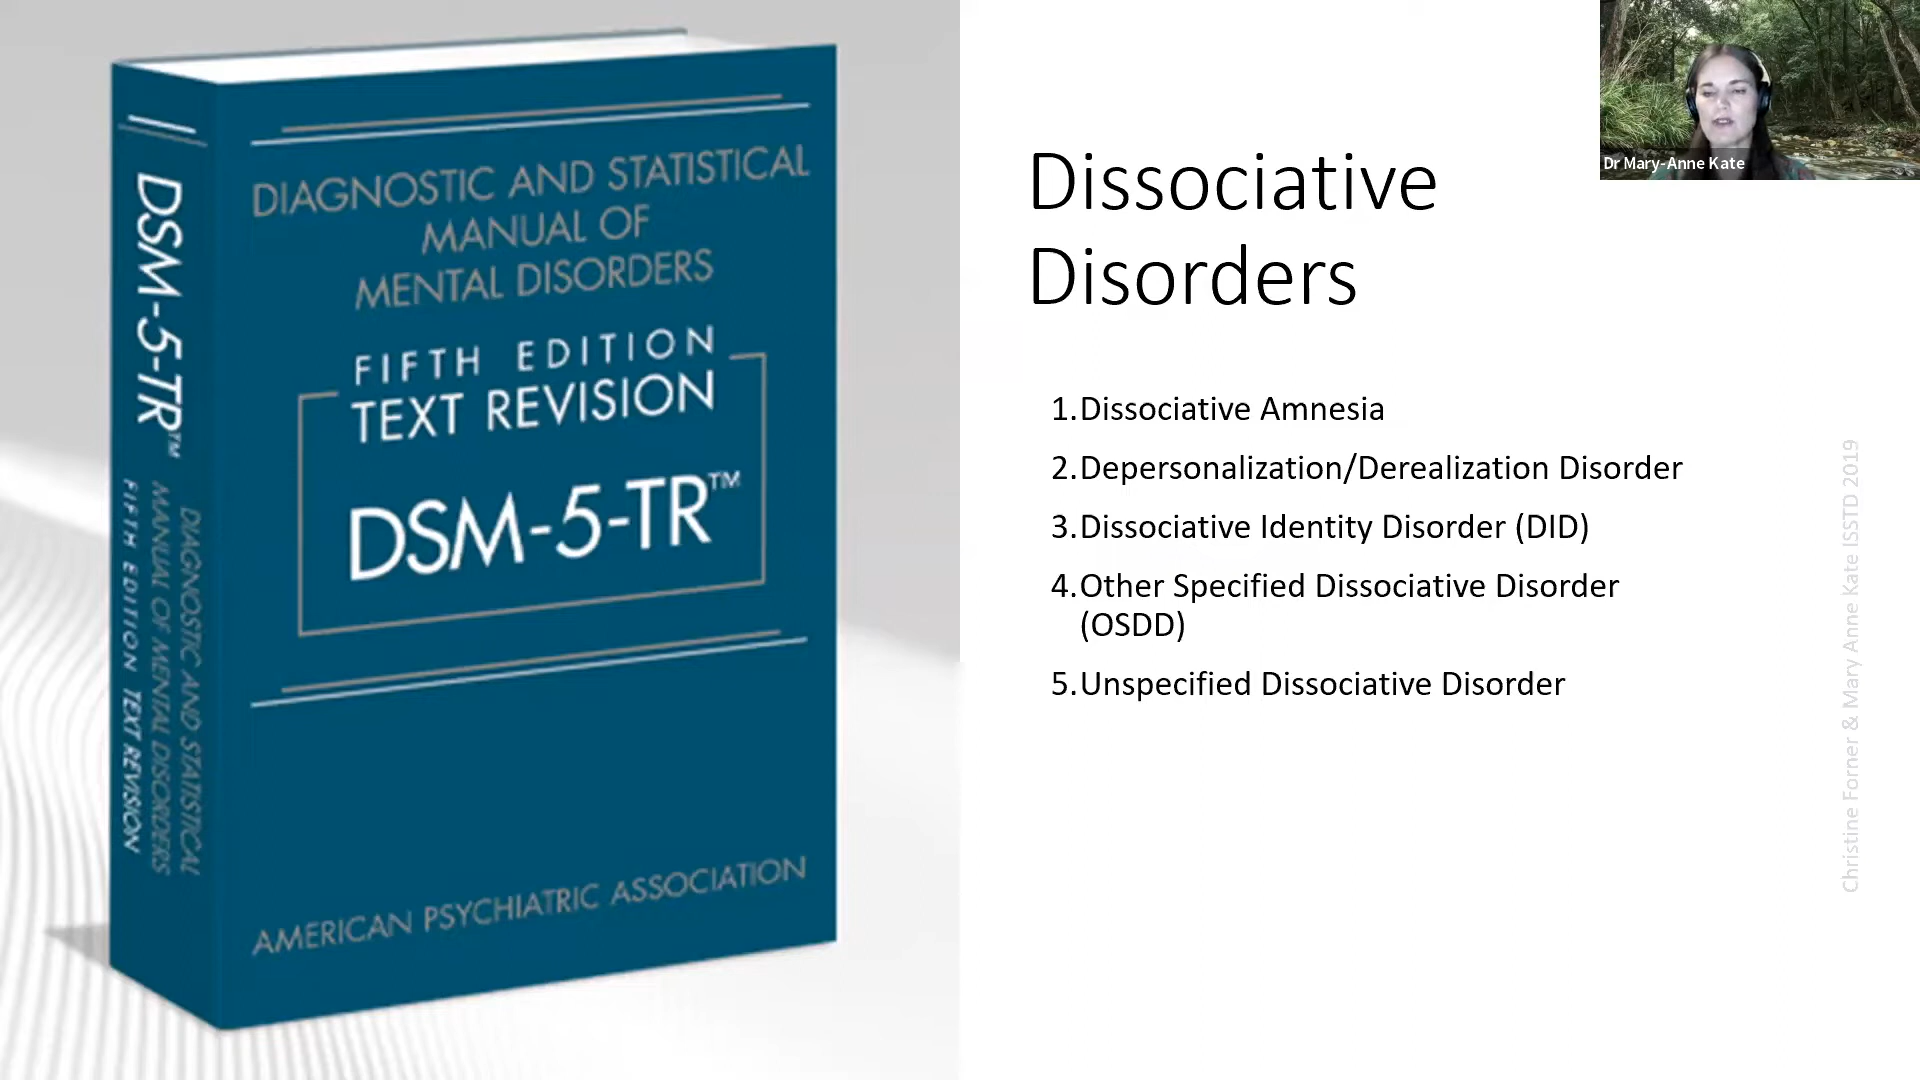 DSM-5-TR™
DIAGNOSTIC AND STATISTICAL
MANUAL OF MENTAL DISORDERS
FIFTH EDITION TEXT REVISION
DIAGNOSTIC AND STATISTICAL
MANUAL OF
MENTAL DISORDERS
FIFTH EDITION
TEXT REVISION
DSM-5-TR™
AMERICAN PSYCHIATRIC ASSOCIATION
Dissociative
Disorders
1.Dissociative Amnesia
2.Depersonalization/Derealization Disorder
3.Dissociative Identity Disorder (DID)
4.Other Specified Dissociative Disorder
(OSDD)
5.Unspecified Dissociative Disorder
Dr Mary-Anne Kate
Christine Forner & Mary Anne Kate ISSTD 2019